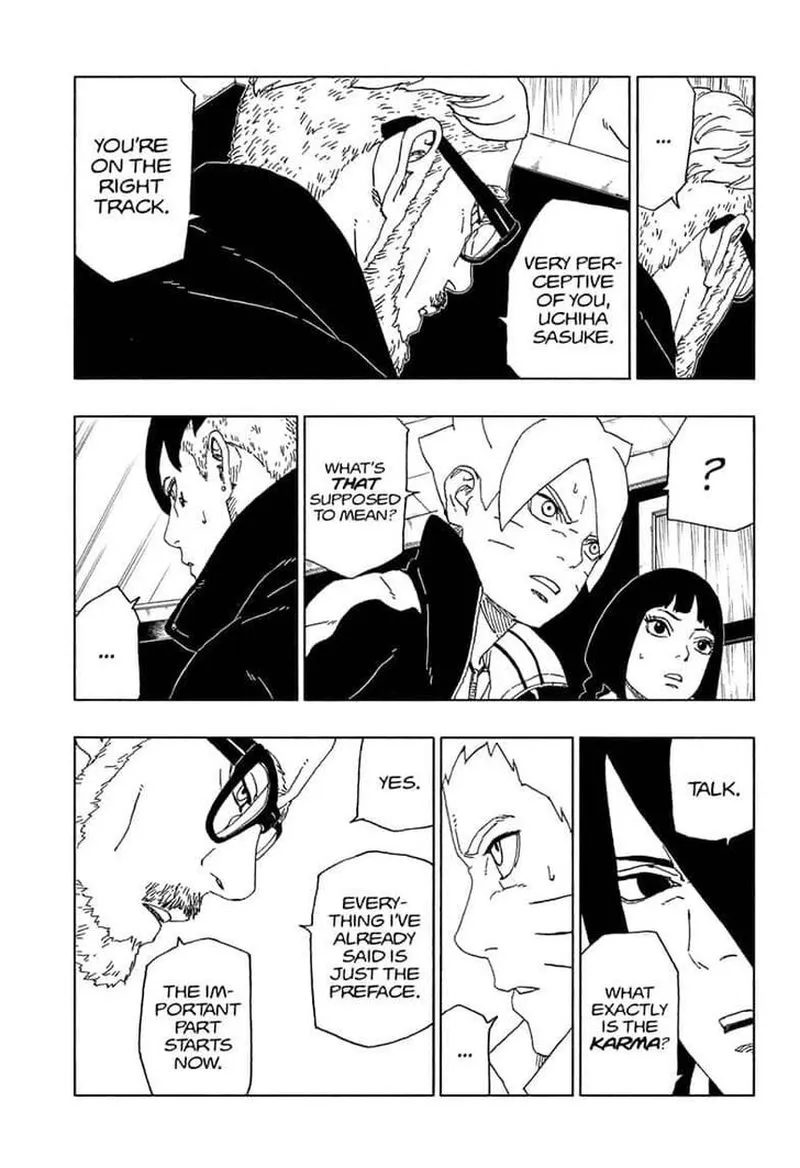 ...
VERY PER-
CEPTIVE
OF YOU,
UCHIHA
SASUKE.
YOU'RE
ON THE
RIGHT
TRACK.
?
WHAT'S
THAT
SUPPOSED
TO MEAN?
...
TALK.
WHAT
EXACTLY
IS THE
KARMA?
...
YES.
EVERY-
THING I'VE
ALREADY
SAID IS
JUST THE
PREFACE.
THE IM-
PORTANT
PART
STARTS
NOW.